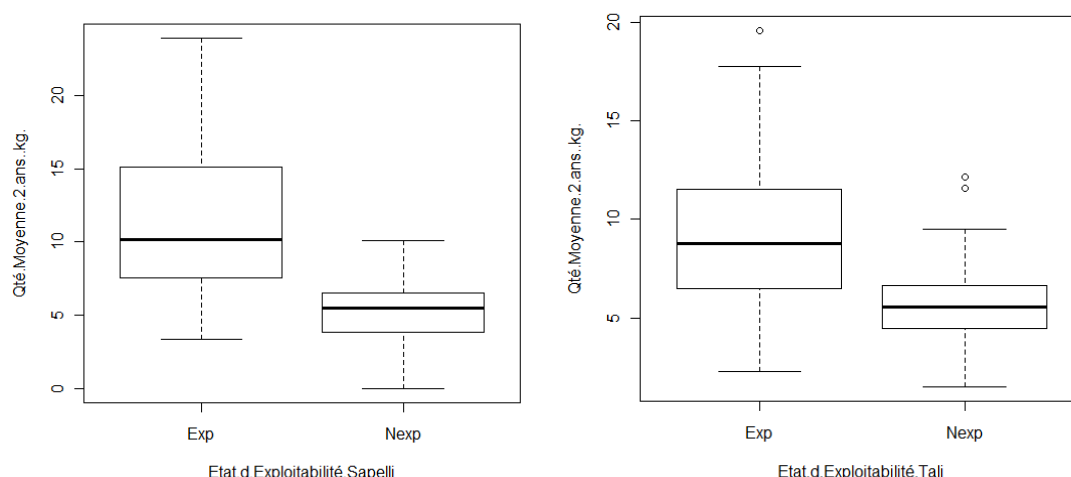 Qté.Moyenne.2.ans..kg.
20
15
10
5
0
Exp
Nexp
Etat.d.Exploitabilité.Sapelli
Qté.Moyenne.2.ans..kg.
20
15
10
5
Exp
Nexp
Etat.d.Exploitabilité.Tali